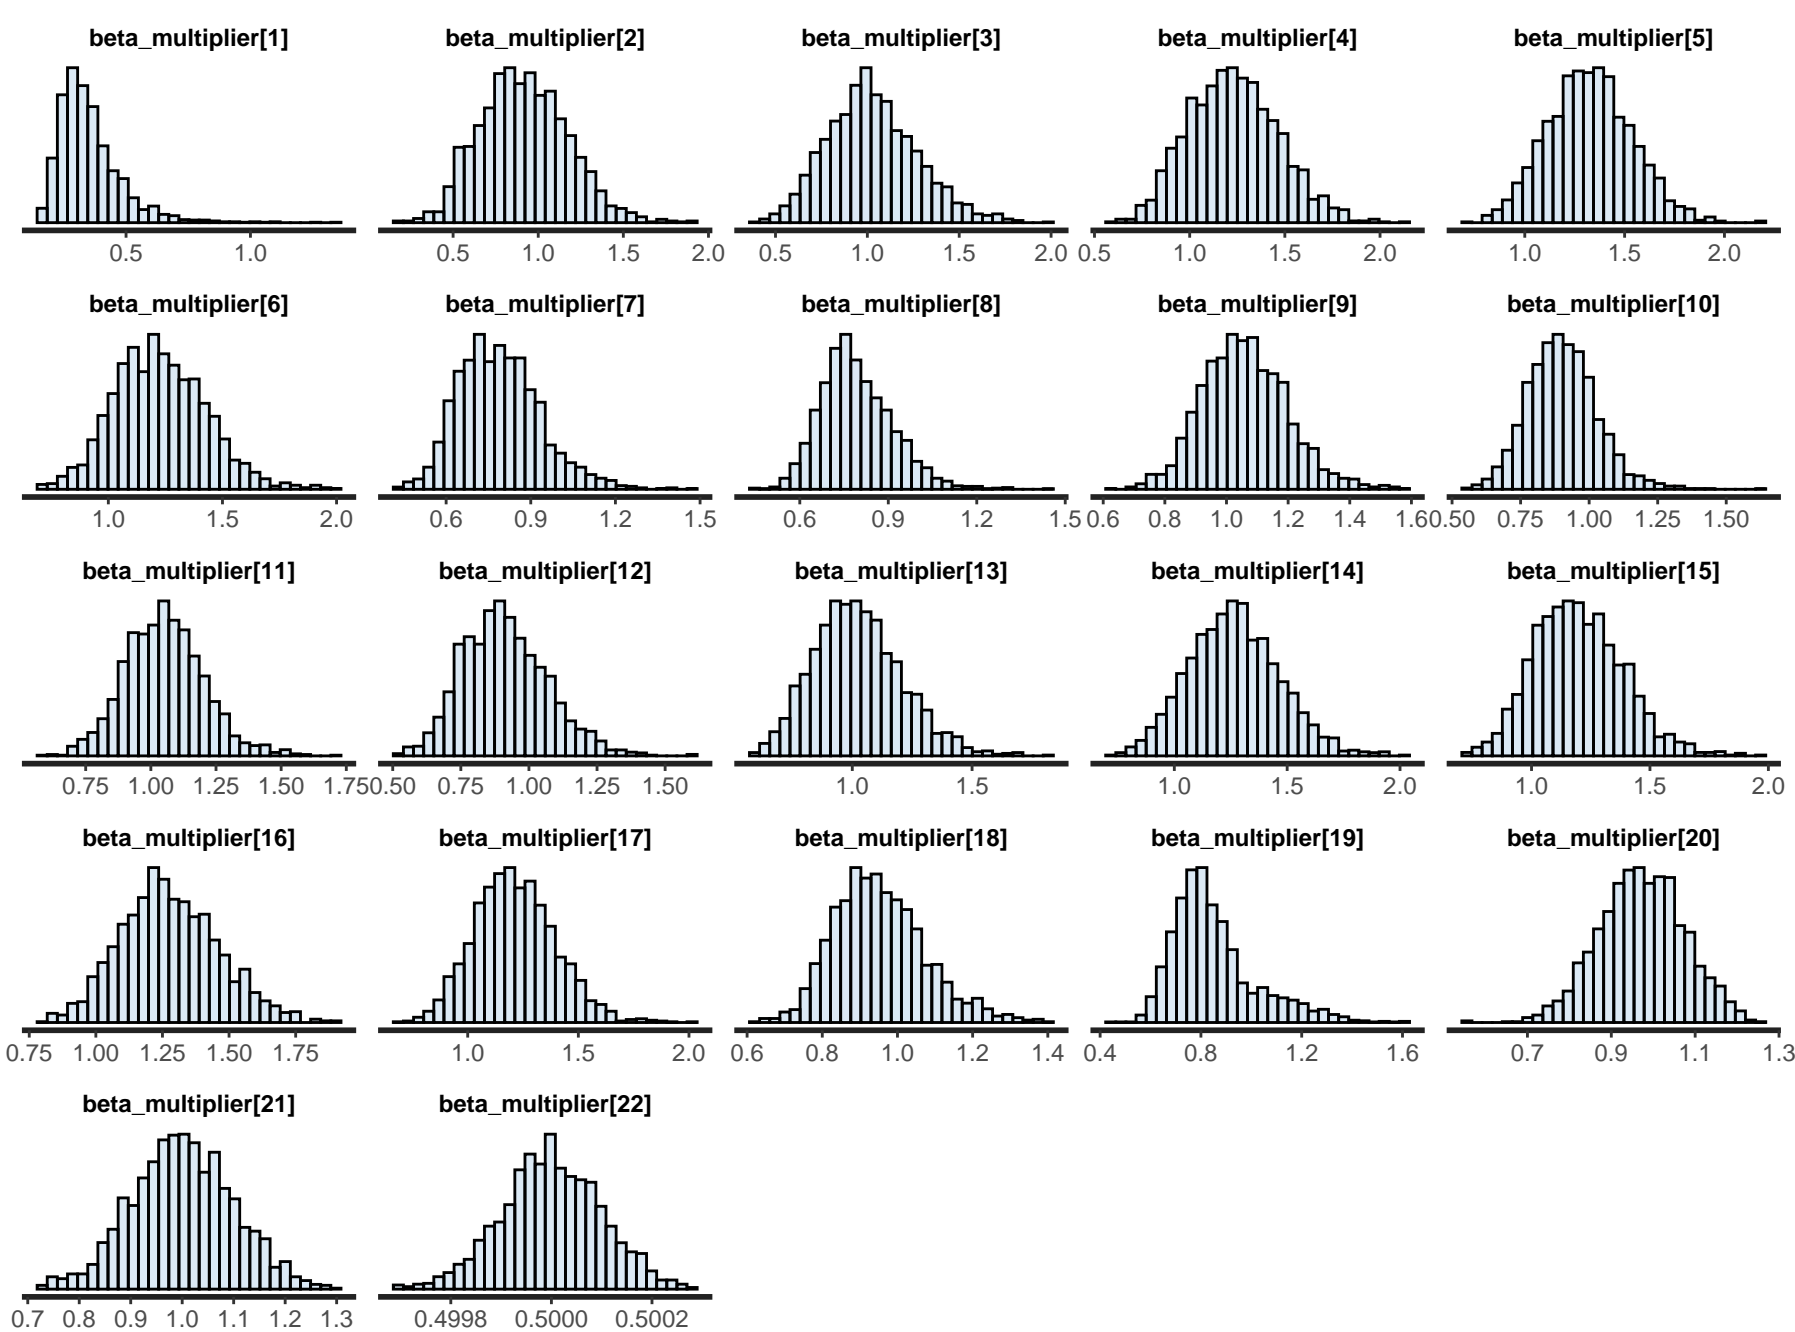 beta_multiplier[1] beta_multiplier[2] beta_multiplier[3] beta_multiplier[4] beta_multiplier[5]
0.5 1.0 0.5 1.0 1.5 2.0 0.5 1.0 1.5 2.0 0.5 1.0 1.5 2.0 1.0 1.5 2.0
beta_multiplier[6] beta_multiplier[7] beta_multiplier[8] beta_multiplier[9] beta_multiplier[10]
1.0 1.5 2.0 0.6 0.9 1.2 1.5 0.6 0.9 1.2 1.5 0.6 0.8 1.0 1.2 1.4 1.6 0.50 0.75 1.00 1.25 1.50
beta_multiplier[11] beta_multiplier[12] beta_multiplier[13] beta_multiplier[14] beta_multiplier[15]
0.75 1.00 1.25 1.50 1.75 0.50 0.75 1.00 1.25 1.50 1.0 1.5 1.0 1.5 2.0 1.0 1.5 2.0
beta_multiplier[16] beta_multiplier[17] beta_multiplier[18] beta_multiplier[19] beta_multiplier[20]
0.75 1.00 1.25 1.50 1.75 1.0 1.5 2.0 0.6 0.8 1.0 1.2 1.4 0.4 0.8 1.2 1.6 0.7 0.9 1.1 1.3
beta_multiplier[21] beta_multiplier[22]
0.7 0.8 0.9 1.0 1.1 1.2 1.3 0.4998 0.5000 0.5002